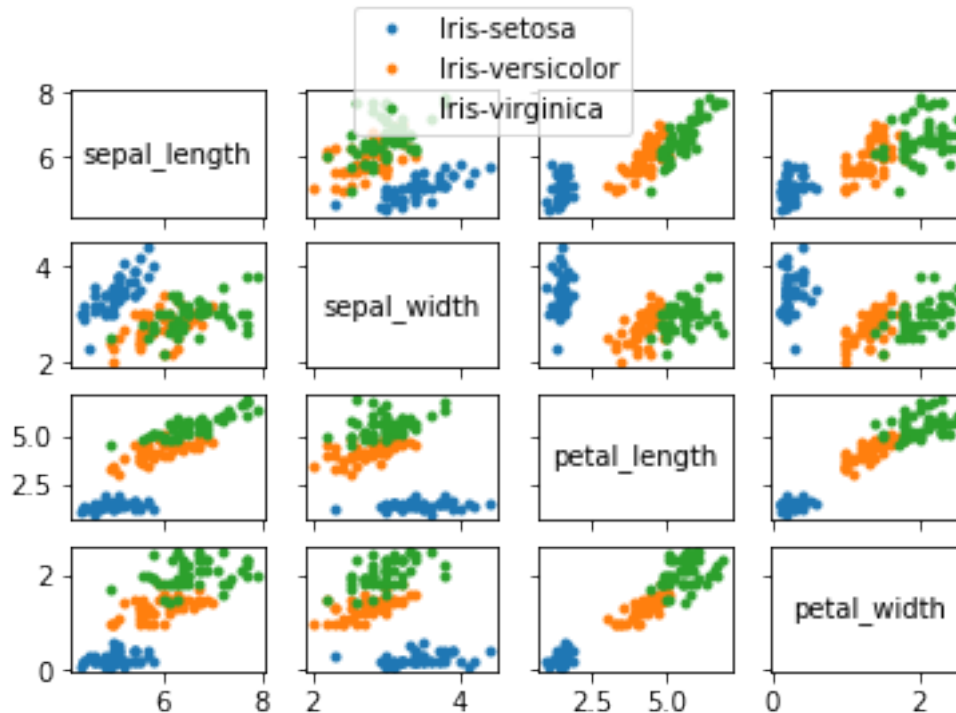 Iris-setosa
Iris-versicolor
Iris-virginica
8
6
sepal_length
4
2
sepal_width
5.0
2.5
petal_length
2
0
petal_width
6 8 2 4 2.5 5.0 0 2